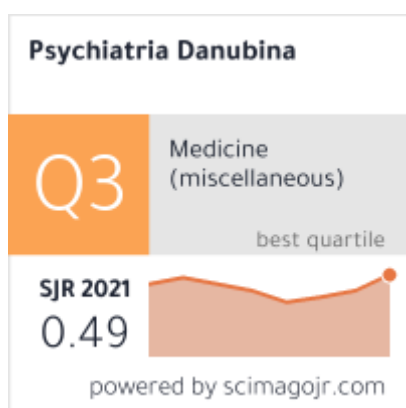 Psychiatria Danubina
Q3
Medicine
(miscellaneous)
best quartile
SJR 2021
0.49
powered by scimagojr.com